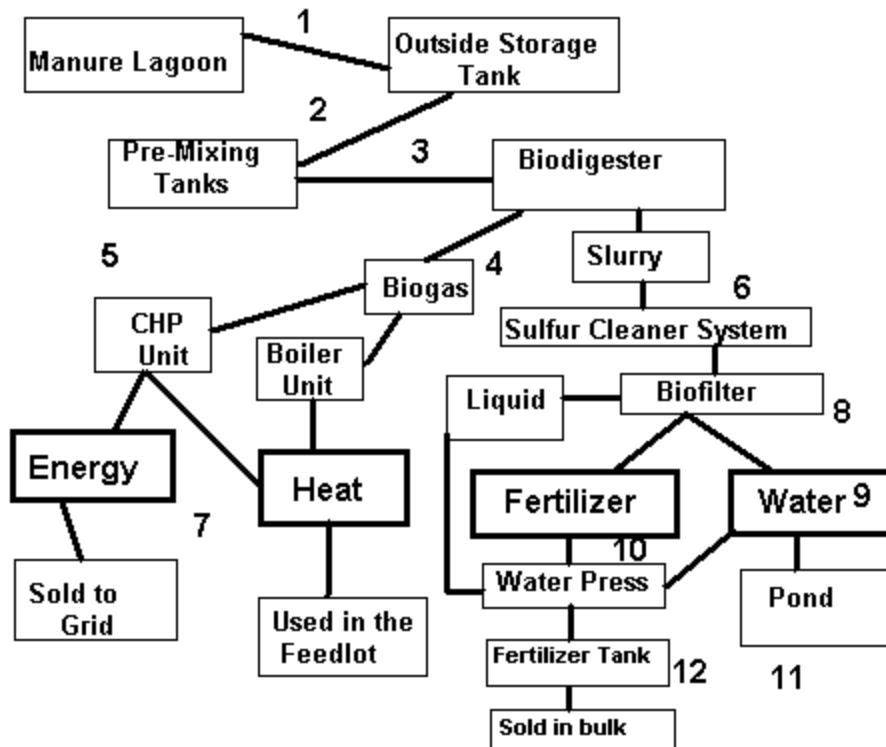 1
Manure Lagoon
Outside Storage
Tank
2
Pre-Mixing
Tanks
3
Biodigester
5
4
Slurry
Biogas
6
CHP
Unit
Sulfur Cleaner System
Boiler
Unit
Liquid
Biofilter
8
Energy
Heat
Fertilizer
Water
9
7
10
Water Press
Sold to
Grid
Used in the
Feedlot
Pond
Fertilizer Tank
12
11
Sold in bulk